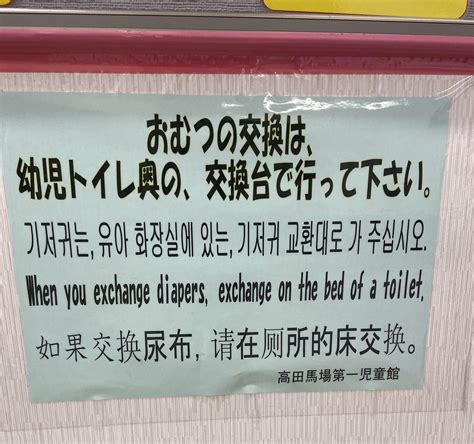 おむつの交換は、
幼児トイレ奥の、交換台で行って下さい。
기저귀는, 유아 화장실에 있는, 기저귀 교환대로 가 주십시오.
When you exchange diapers, exchange on the bed of a toilet.
如果交换尿布，请在厕所的床交换。
高田馬場第一児童館